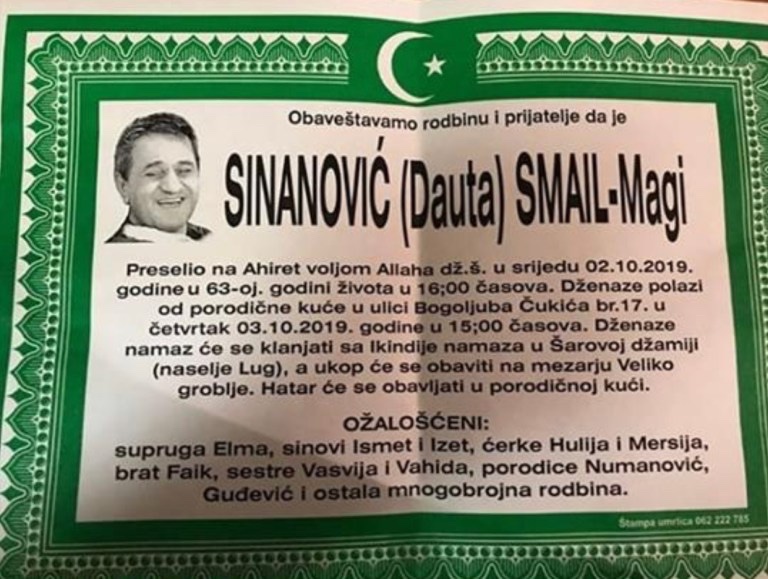 Obaveštavamo rodbinu i prijatelje da je
SINANOVIĆ (Dauta) SMAIL-Magi
Preselio na Ahiret voljom Allaha dž.š. u srijedu 02.10.2019.
godine u 63-oj. godini života u 16;00 časova. Dženaze polazi
od porodične kuće u ulici Bogoljuba Čukića br.17. u
četvrtak 03.10.2019. godine u 15;00 časova. Dženaze
namaz će se klanjati sa Ikindije namaza u Šarovoj džamiji
(naselje Lug), a ukop će se obaviti na mezarju Veliko
groblje. Hatar će se obavljati u porodičnoj kući.
OŽALOŠĆENI:
supruga Elma, sinovi Ismet i Izet, ćerke Hulija i Mersija,
brat Faik, sestre Vasvija i Vahida, porodice Numanović,
Guđević i ostala mnogobrojna rodbina.
Štampa umrlica 062 222 785